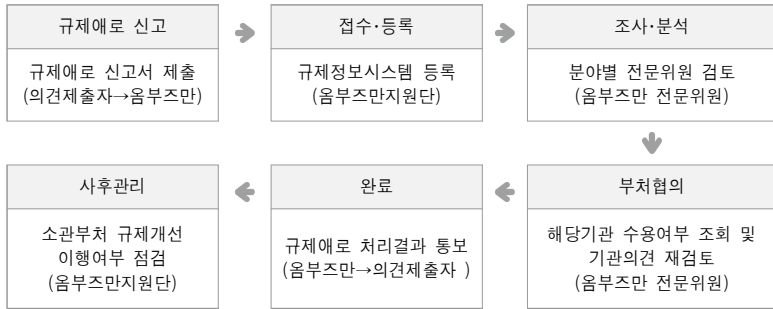 규제애로 신고
규제애로 신고서 제출
(의견제출자→옴부즈만)
접수·등록
규제정보시스템 등록
(옴부즈만지원단)
조사·분석
분야별 전문위원 검토
(옴부즈만 전문위원)
부처협의
해당기관 수용여부 조회 및
기관의견 재검토
(옴부즈만 전문위원)
완료
규제애로 처리결과 통보
(옴부즈만→의견제출자 )
사후관리
소관부처 규제개선
이행여부 점검
(옴부즈만지원단)